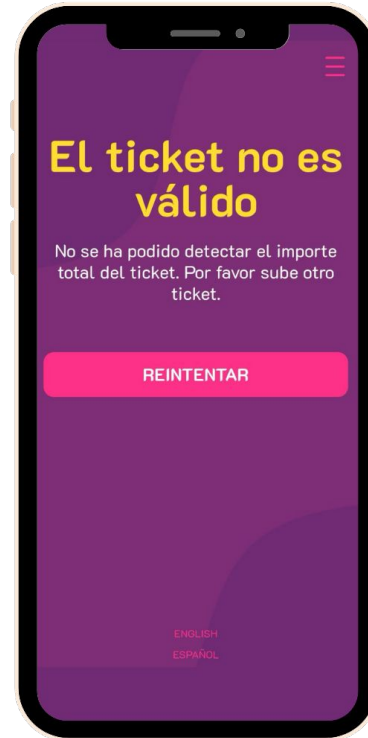 El ticket no es
válido
No se ha podido detectar el importe
total del ticket. Por favor sube otro
ticket.
REINTENTAR
ENGLISH
ESPAÑOL